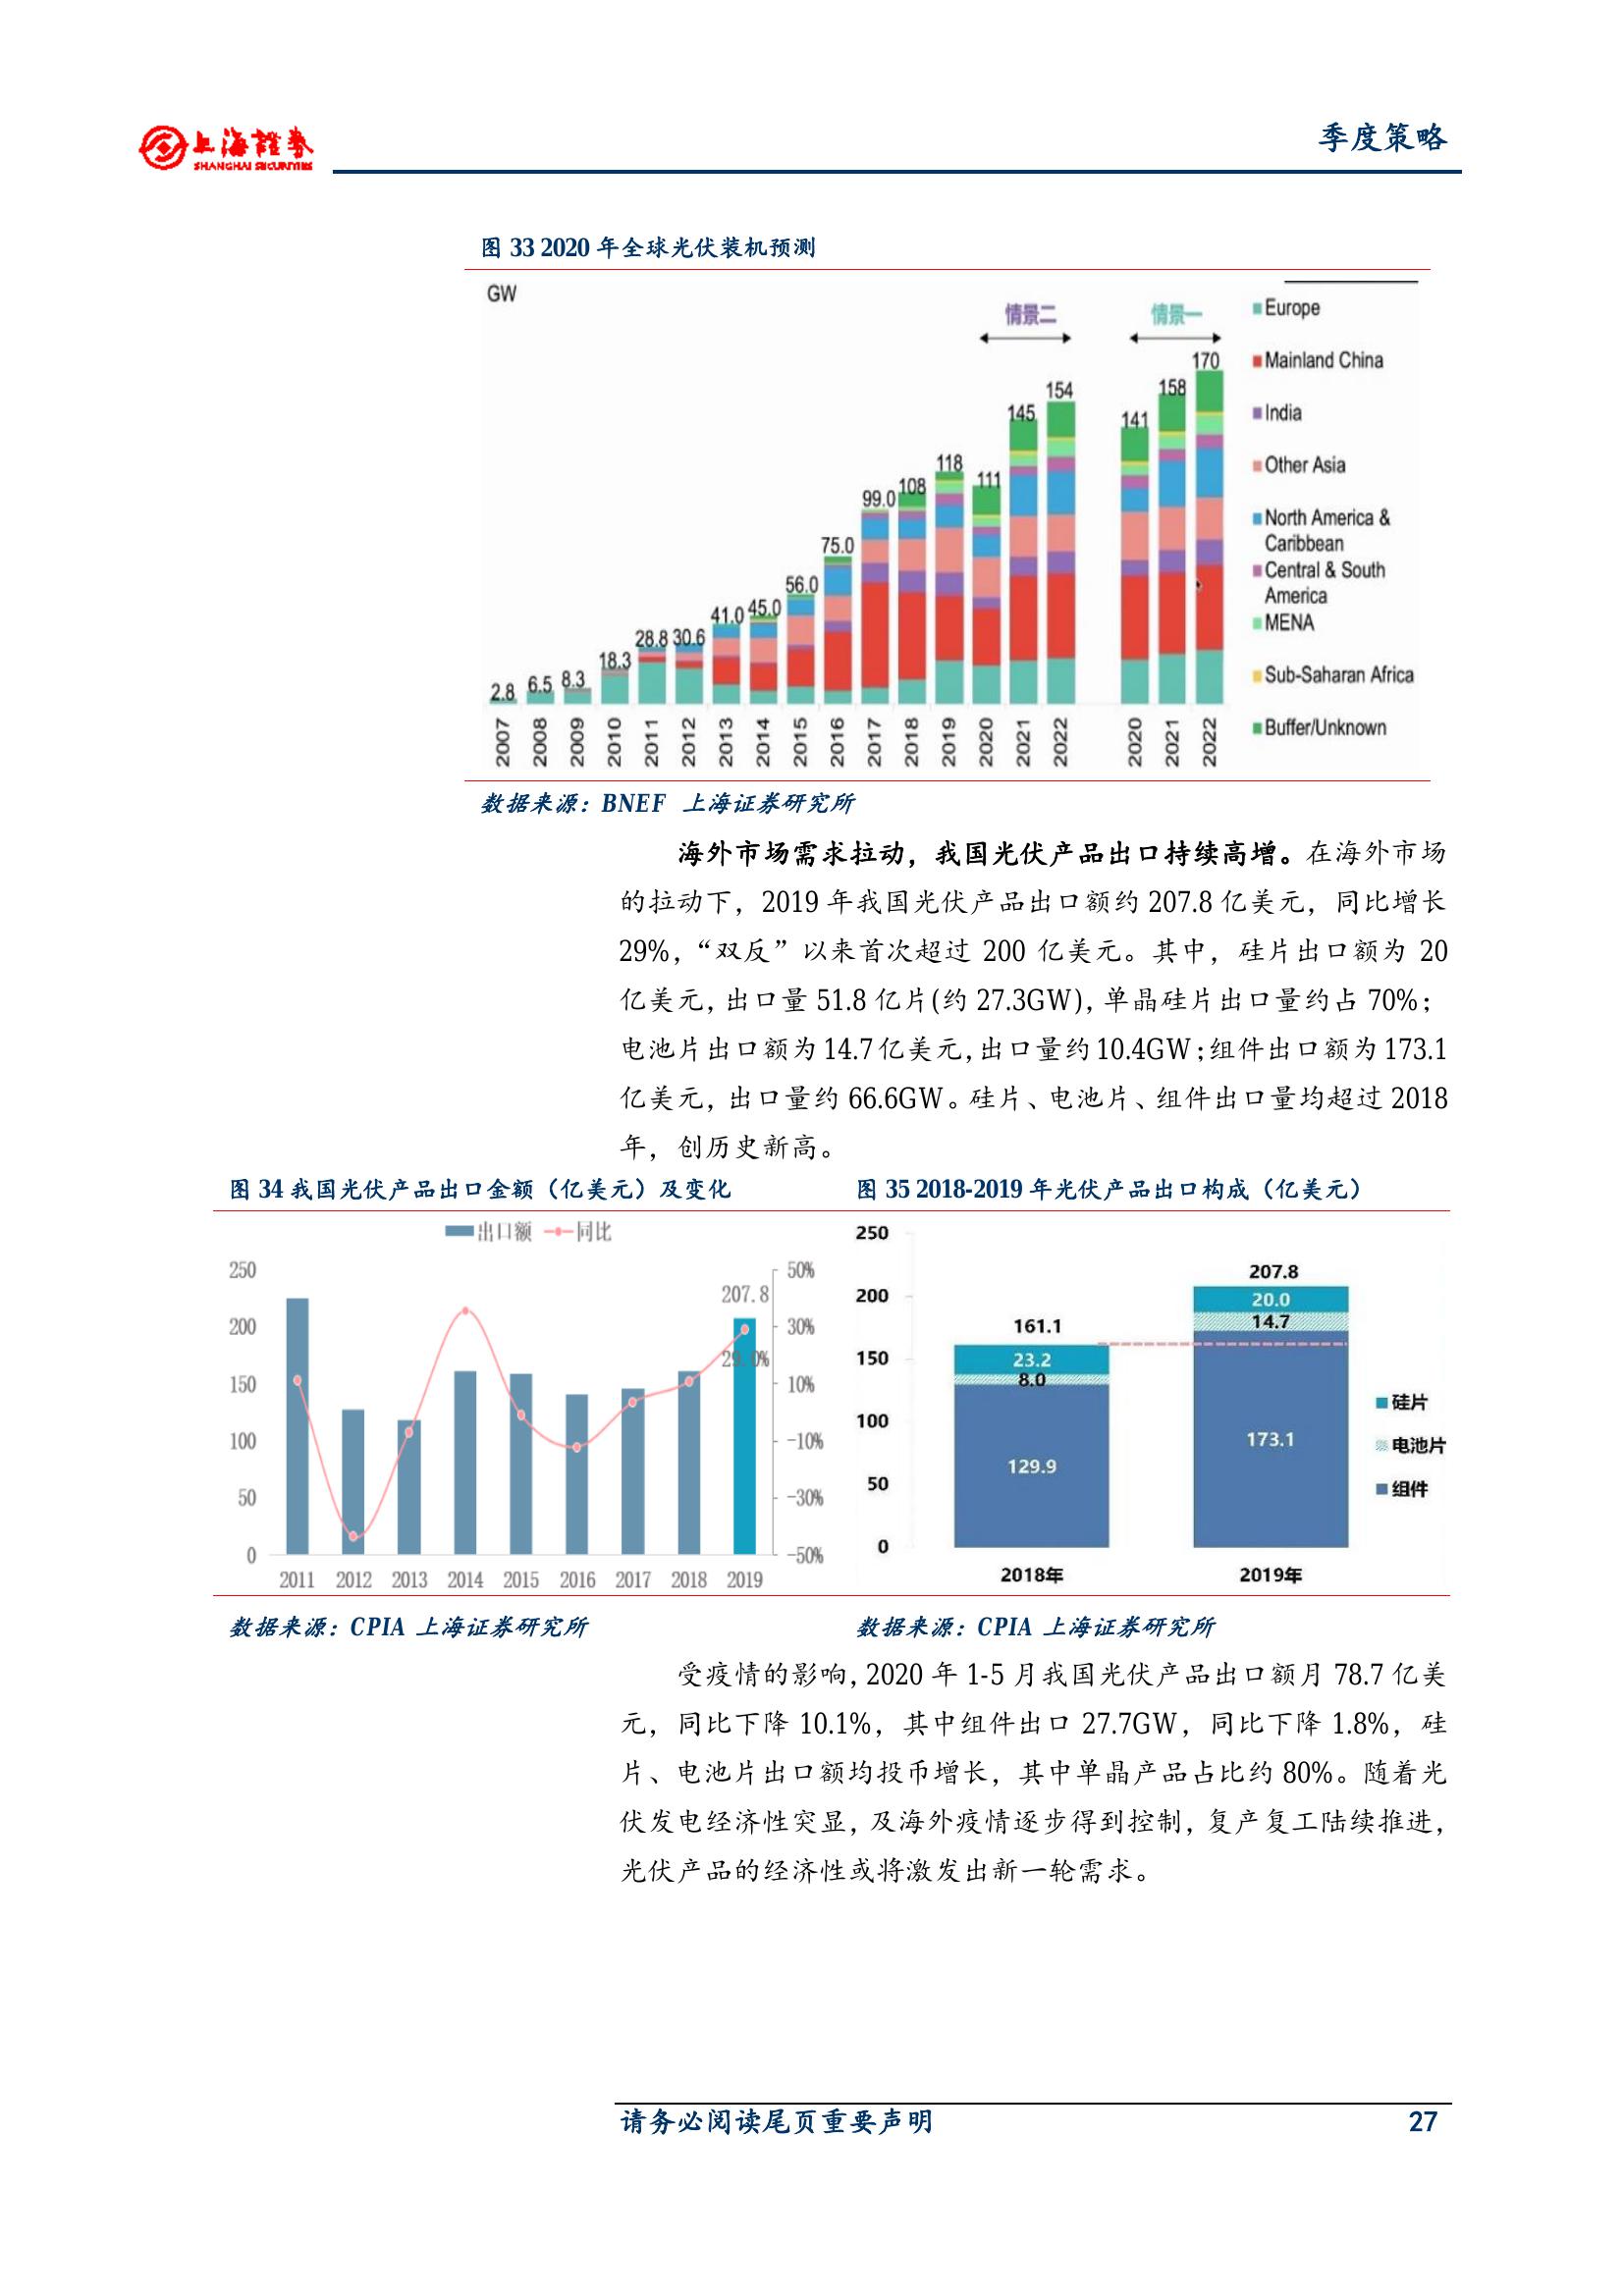 上海證券
SHANGHAI SECURITIES
季度策略
图 33 2020 年全球光伏装机预测
GW
情景二
情景一
Europe
Mainland China
India
Other Asia
North America &
Caribbean
Central & South
America
MENA
Sub-Saharan Africa
Buffer/Unknown
2.8 6.5 8.3 18.3 28.8 30.6 41.0 45.0 56.0 75.0 99.0 108 118 111 145 154 141 158 170
2007 2008 2009 2010 2011 2012 2013 2014 2015 2016 2017 2018 2019 2020 2021 2022 2020 2021 2022
数据来源：BNEF 上海证券研究所
海外市场需求拉动，我国光伏产品出口持续高增。在海外市场
的拉动下，2019 年我国光伏产品出口额约 207.8 亿美元，同比增长
29%，“双反”以来首次超过 200 亿美元。其中，硅片出口额为 20
亿美元，出口量 51.8 亿片(约 27.3GW)，单晶硅片出口量约占 70%；
电池片出口额为 14.7 亿美元，出口量约 10.4GW；组件出口额为 173.1
亿美元，出口量约 66.6GW。硅片、电池片、组件出口量均超过 2018
年，创历史新高。
图 34 我国光伏产品出口金额（亿美元）及变化
出口额 同比
250 50%
207.8
200 30%
29.0%
150 10%
100 -10%
50 -30%
0 -50%
2011 2012 2013 2014 2015 2016 2017 2018 2019
数据来源：CPIA 上海证券研究所
图 35 2018-2019 年光伏产品出口构成（亿美元）
250
200
150
100
50
0
161.1
23.2
8.0
129.9
207.8
20.0
14.7
173.1
硅片
电池片
组件
2018年 2019年
数据来源：CPIA 上海证券研究所
受疫情的影响，2020 年 1-5 月我国光伏产品出口额月 78.7 亿美
元，同比下降 10.1%，其中组件出口 27.7GW，同比下降 1.8%，硅
片、电池片出口额均投币增长，其中单晶产品占比约 80%。随着光
伏发电经济性突显，及海外疫情逐步得到控制，复产复工陆续推进，
光伏产品的经济性或将激发出新一轮需求。
请务必阅读尾页重要声明 27